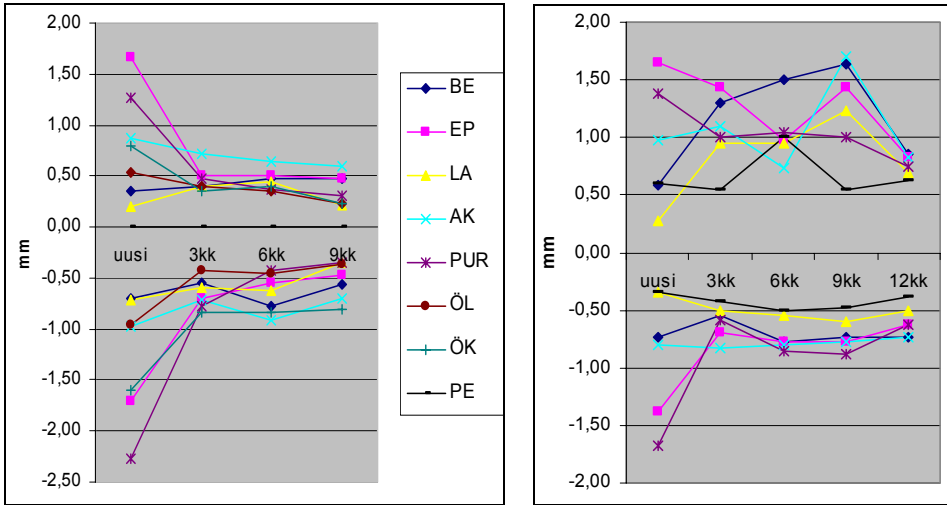 2,00
1,50
1,00
0,50
0,00
-0,50
-1,00
-1,50
-2,00
-2,50
mm
uusi 3kk 6kk 9kk
BE
EP
LA
AK
PUR
ÖL
ÖK
PE
2,00
1,50
1,00
0,50
0,00
-0,50
-1,00
-1,50
-2,00
mm
uusi 3kk 6kk 9kk 12kk